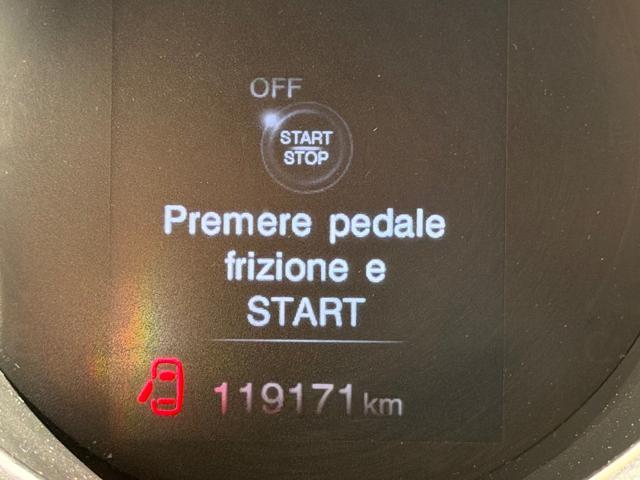 OFF
START
STOP
Premere pedale
frizione e
START
119171 km